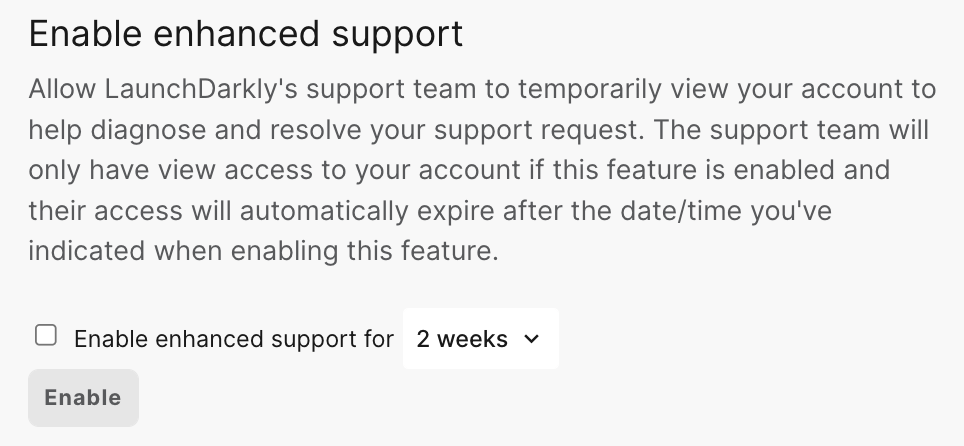 Enable enhanced support
Allow LaunchDarkly's support team to temporarily view your account to
help diagnose and resolve your support request. The support team will
only have view access to your account if this feature is enabled and
their access will automatically expire after the date/time you've
indicated when enabling this feature.
Enable enhanced support for 2 weeks
Enable